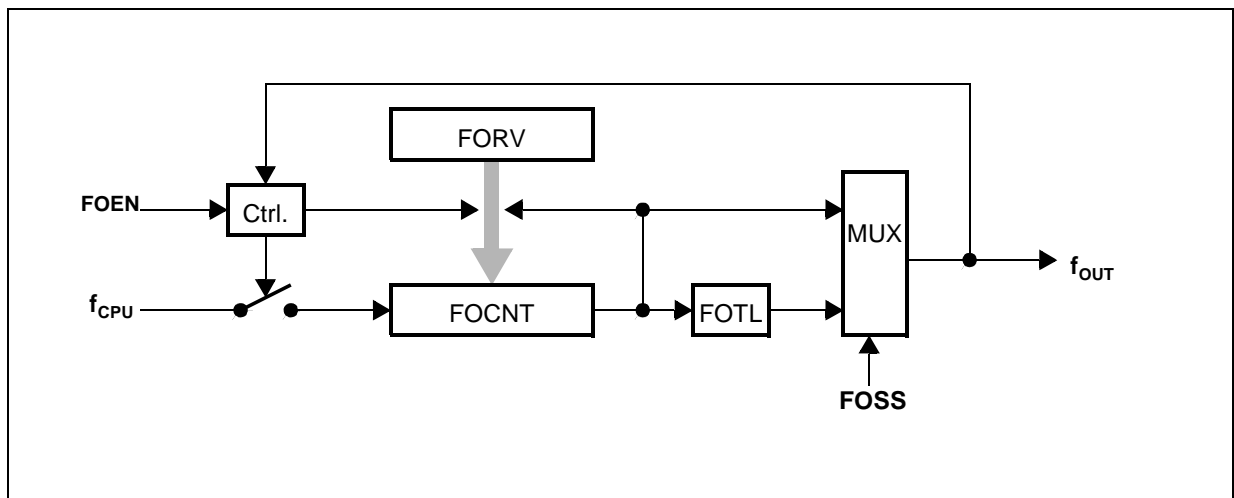 FORV
FOEN
Ctrl.
MUX
fOUT
fCPU
FOCNT
FOTL
FOSS